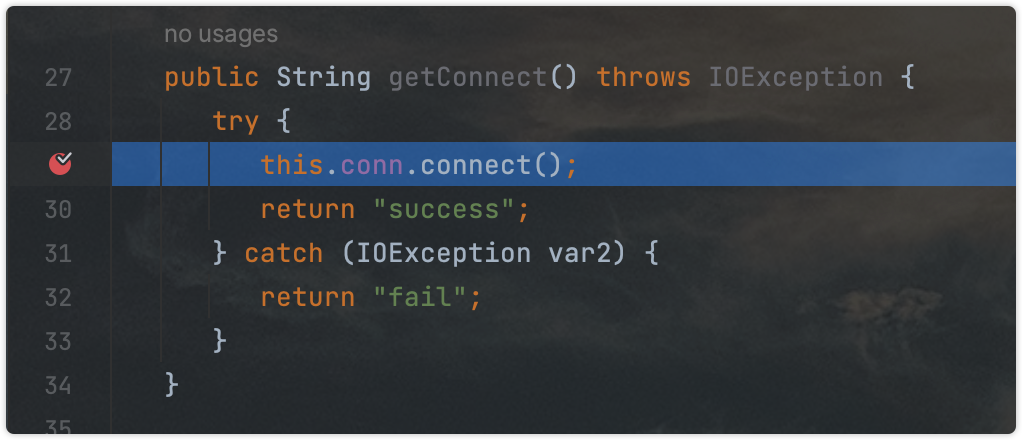 no usages
27 public String getConnect() throws IOException {
28 try {
this.conn.connect();
30 return "success";
31 } catch (IOException var2) {
32 return "fail";
33 }
34 }
35